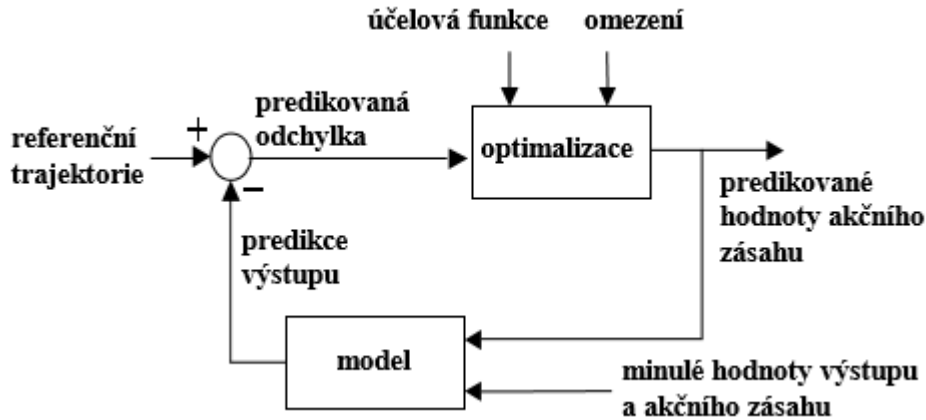 účelová funkce
omezení
predikovaná
odchylka
+
referenční
trajektorie
−
optimalizace
predikované
hodnoty akčního
zásahu
predikce
výstupu
model
minulé hodnoty výstupu
a akčního zásahu